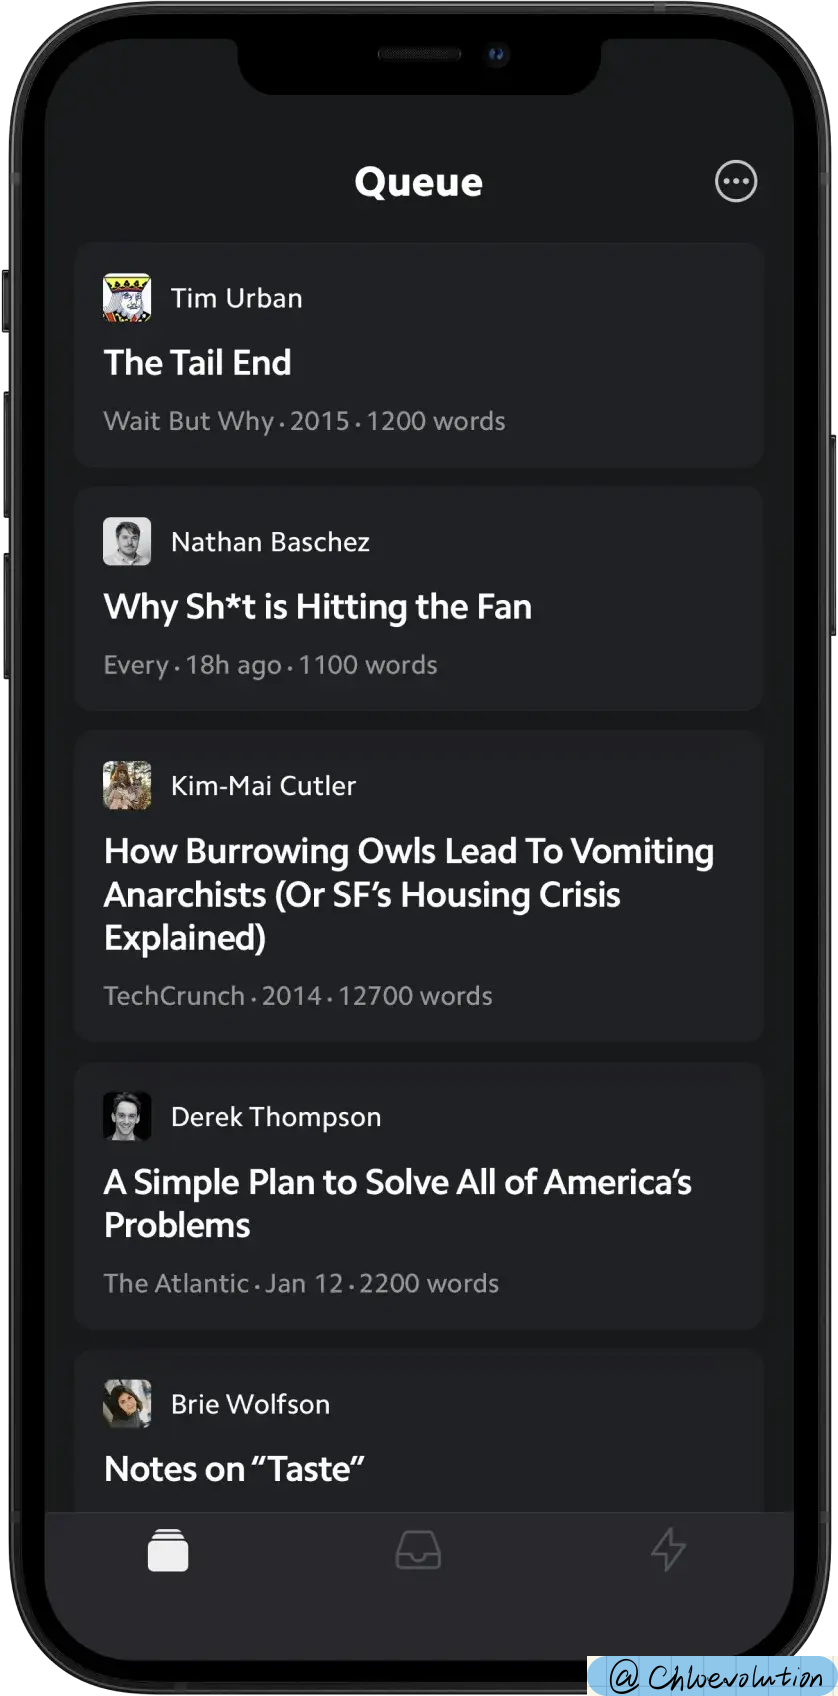 Queue
Tim Urban
The Tail End
Wait But Why · 2015 · 1200 words
Nathan Baschez
Why Sh*t is Hitting the Fan
Every · 18h ago · 1100 words
Kim-Mai Cutler
How Burrowing Owls Lead To Vomiting
Anarchists (Or SF’s Housing Crisis
Explained)
TechCrunch · 2014 · 12700 words
Derek Thompson
A Simple Plan to Solve All of America’s
Problems
The Atlantic · Jan 12 · 2200 words
Brie Wolfson
Notes on “Taste”
@ Chloevolution